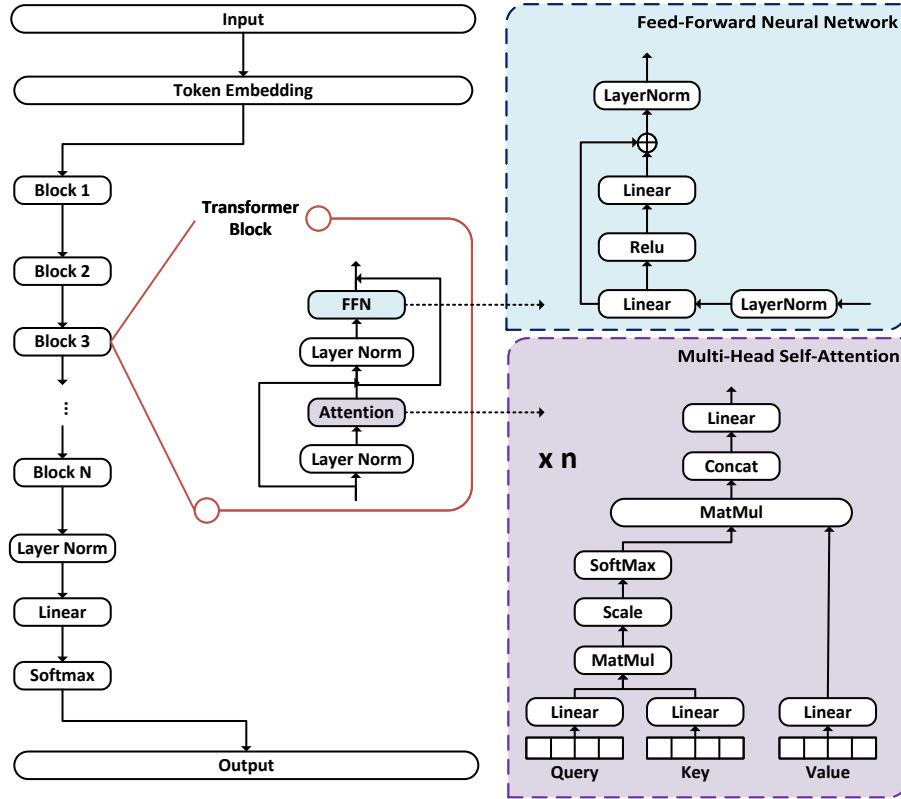 Input
Token Embedding
Block 1
Block 2
Block 3
...
Block N
Layer Norm
Linear
Softmax
Output
Transformer
Block
FFN
Layer Norm
Attention
Layer Norm
Feed-Forward Neural Network
LayerNorm
Linear
Relu
Linear
LayerNorm
Multi-Head Self-Attention
x n
Linear
Concat
MatMul
SoftMax
Scale
MatMul
Linear
Linear
Linear
Query
Key
Value